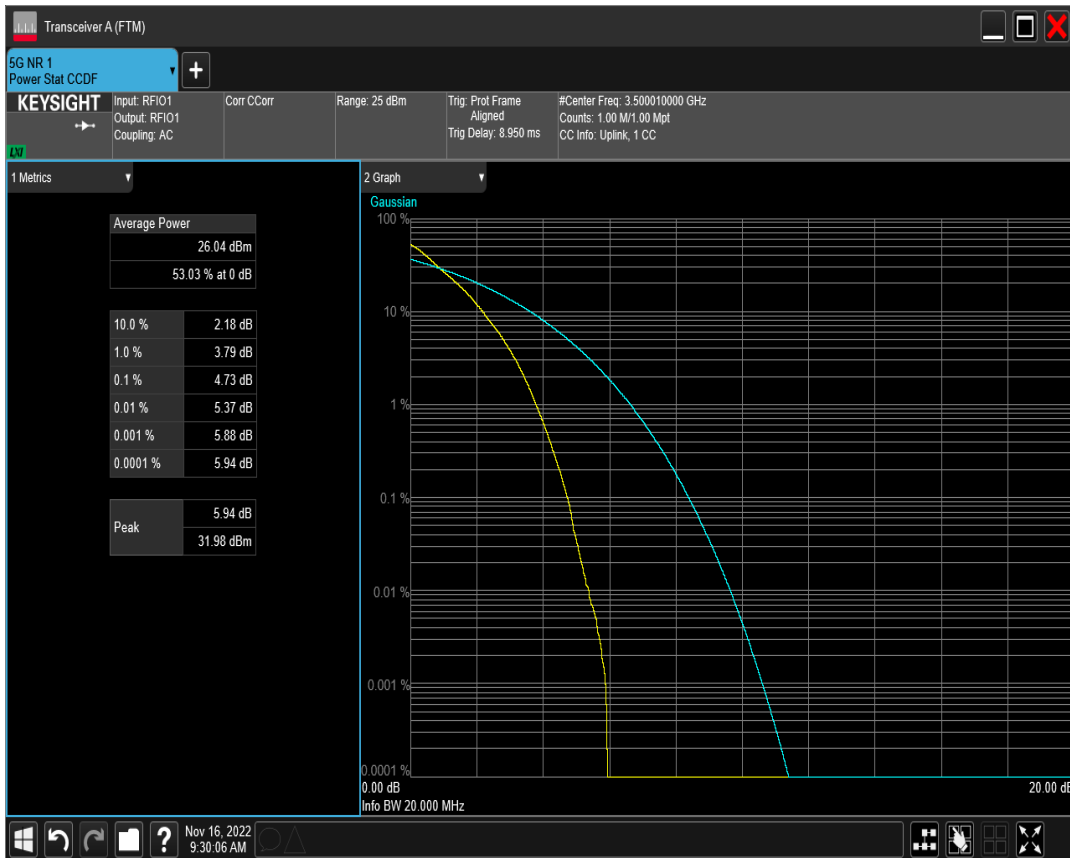 Transceiver A (FTM)
5G NR 1
Power Stat CCDF
+
KEYSIGHT
LXI
Input: RFIO1
Output: RFIO1
Coupling: AC
Corr CCorr
Range: 25 dBm
Trig: Prot Frame
Aligned
Trig Delay: 8.950 ms
#Center Freq: 3.500010000 GHz
Counts: 1.00 M/1.00 Mpt
CC Info: Uplink, 1 CC
1 Metrics
Average Power
26.04 dBm
53.03 % at 0 dB
10.0 % 2.18 dB
1.0 % 3.79 dB
0.1 % 4.73 dB
0.01 % 5.37 dB
0.001 % 5.88 dB
0.0001 % 5.94 dB
Peak
5.94 dB
31.98 dBm
2 Graph
Gaussian
100 %
10 %
1 %
0.1 %
0.01 %
0.001 %
0.0001 %
0.00 dB 20.00 dB
Info BW 20.000 MHz
?
Nov 16, 2022
9:30:06 AM